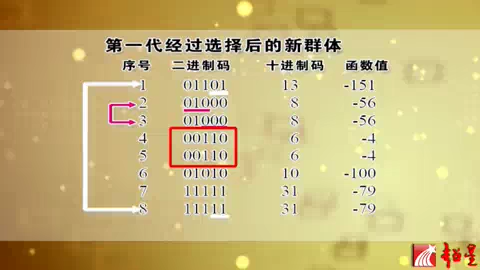 第一代经过选择后的新群体
序号 二进制码 十进制码 函数值
1 01101 13 -151
2 01000 8 -56
3 01000 8 -56
4 00110 6 -4
5 00110 6 -4
6 01010 10 -100
7 11111 31 -79
8 11111 31 -79
超星